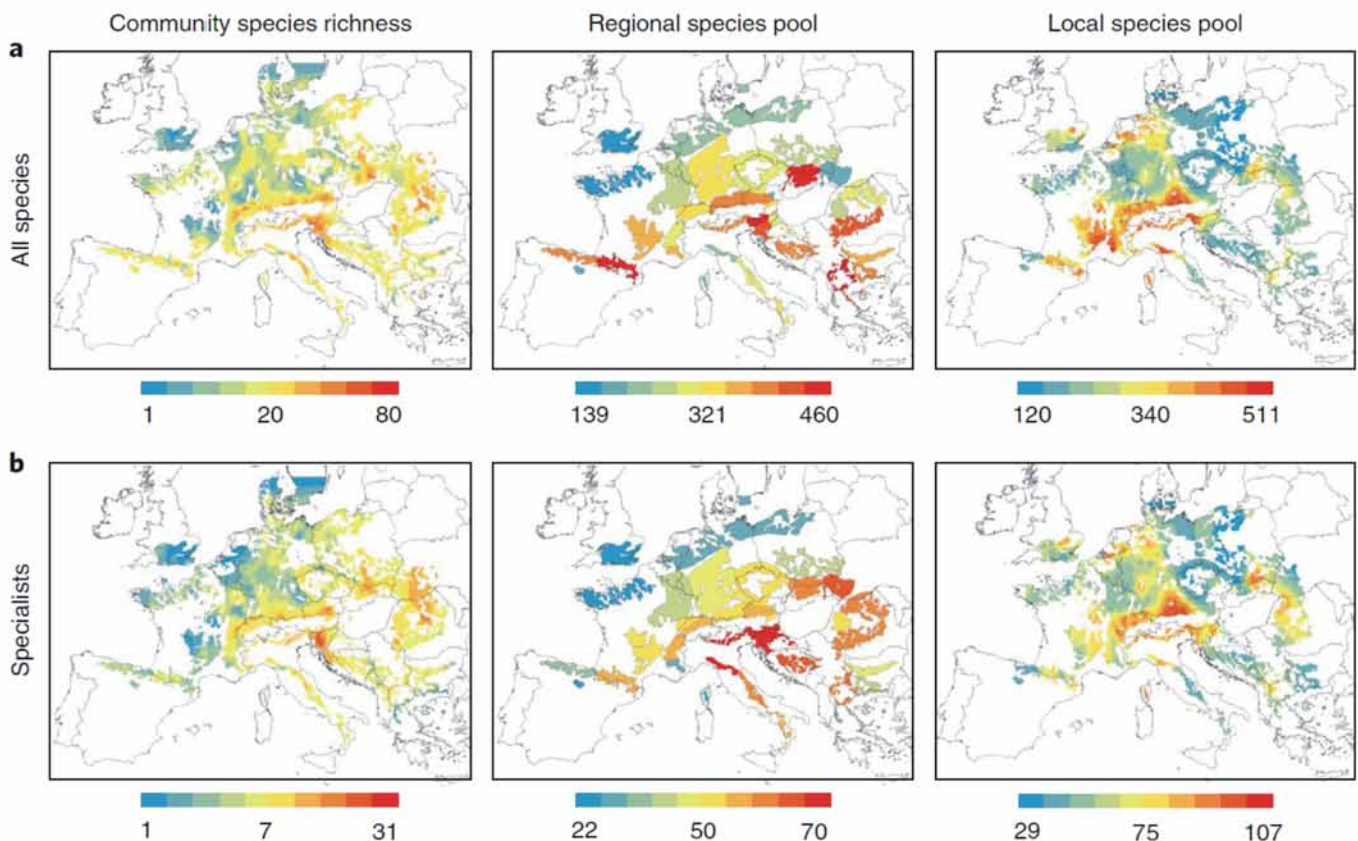 Community species richness Regional species pool Local species pool
a
All species
1 20 80 139 321 460 120 340 511
b
Specialists
1 7 31 22 50 70 29 75 107